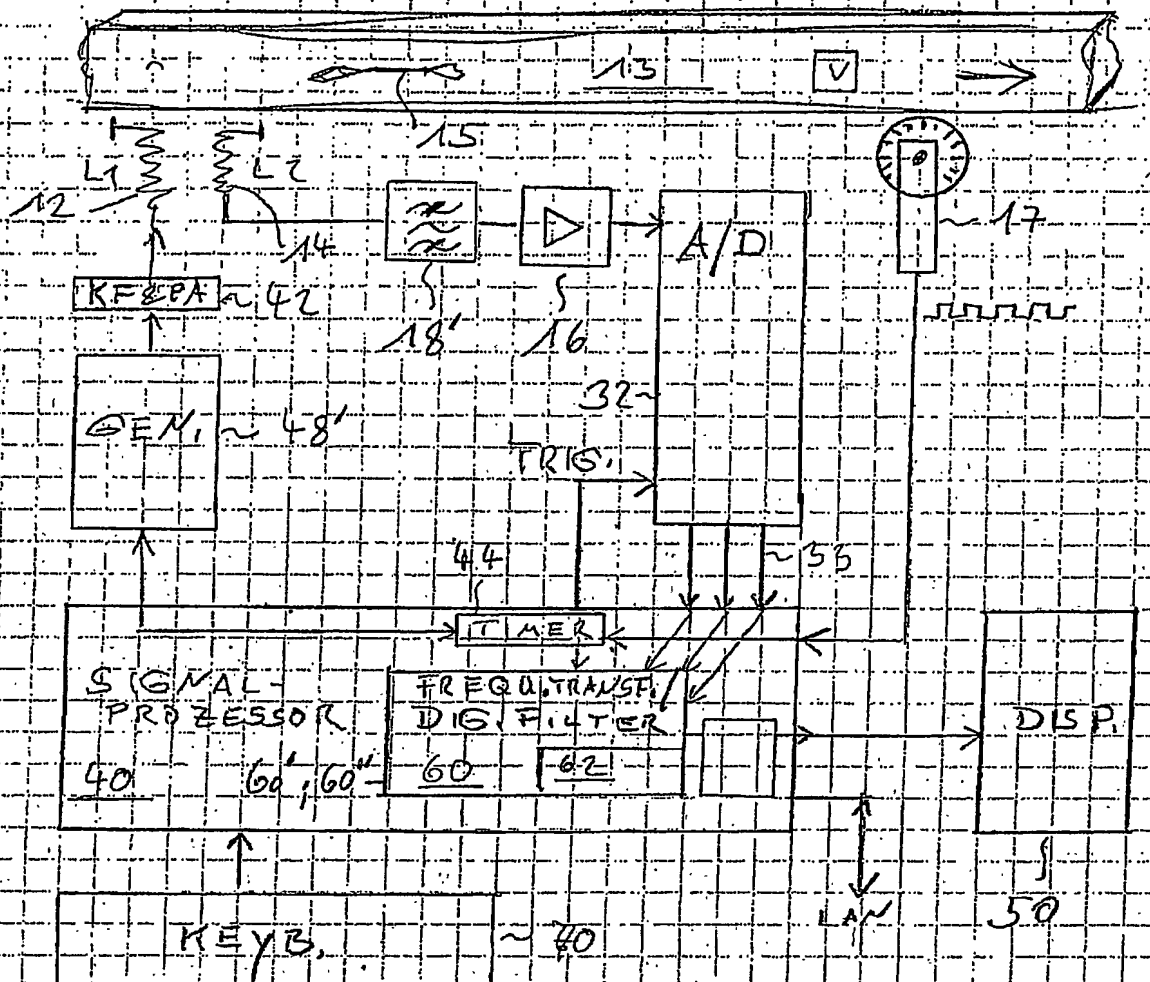 13
V
15
L1
L2
12
14
17
A/D
KF & PA
42
18'
16
32
GEN.
48'
TRIG.
44
33
TIMER
SIGNAL-
PROZESSOR
FREQU.TRANSF.
DIG. FILTER
DISP.
40
60', 60"
60
62
LAN
50
KEYB.
70